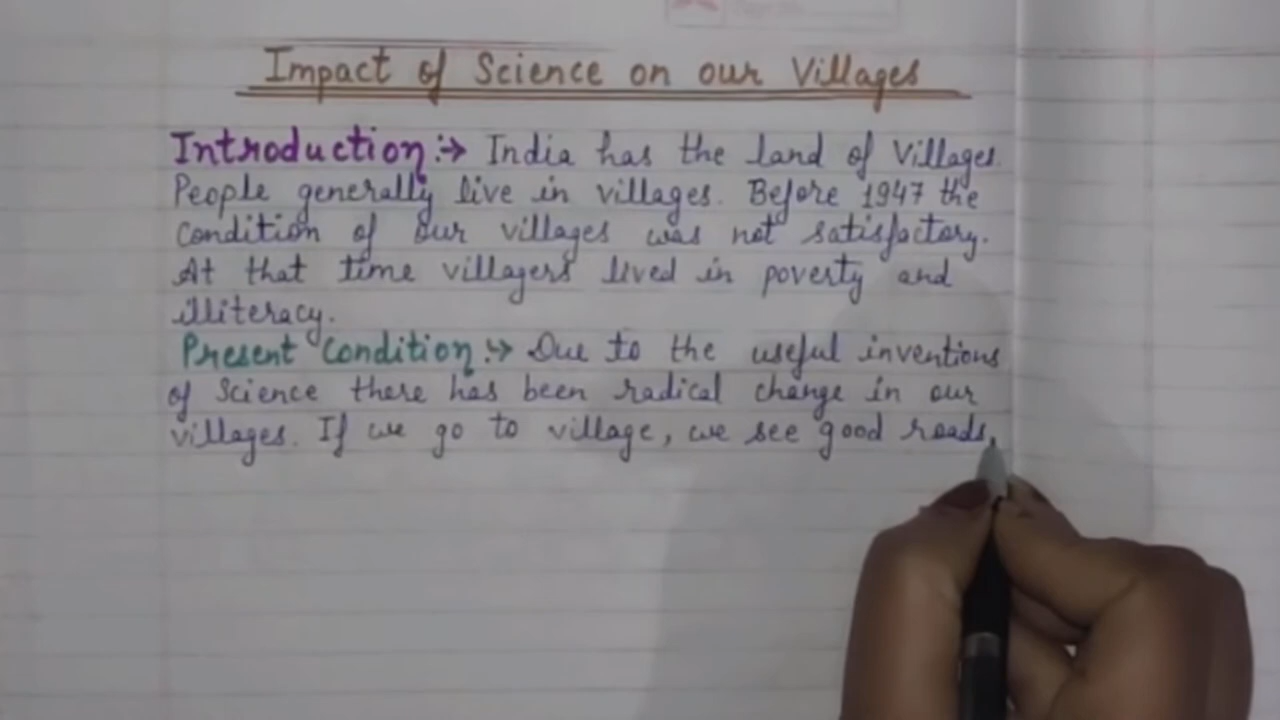 Impact of Science on our Villages
Introduction:→ India has the land of Villages.
People generally live in villages. Before 1947 the
Condition of our villages was not satisfactory.
At that time villagers lived in poverty and
illiteracy.
Present Condition:→ Due to the useful inventions
of Science there has been radical change in our
villages. If we go to village, we see good roads,